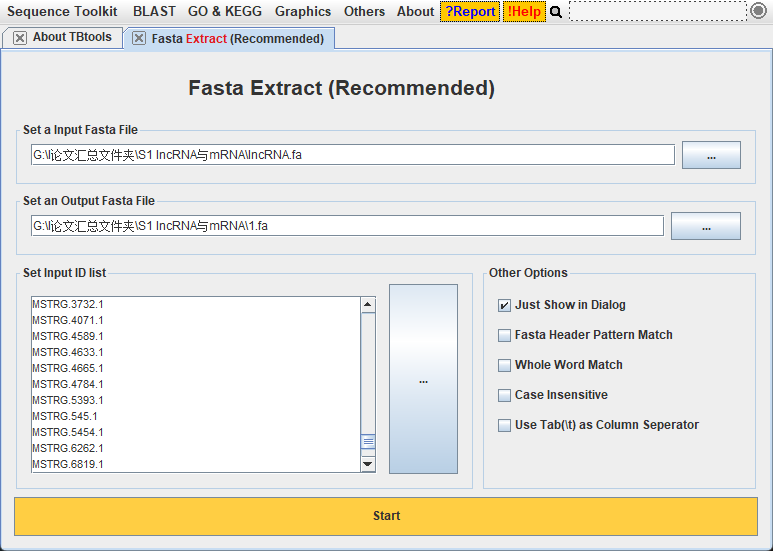 Sequence Toolkit BLAST GO & KEGG Graphics Others About ?Report !Help
About TBtools Fasta Extract (Recommended)
Fasta Extract (Recommended)
Set a Input Fasta File
G:\论文汇总文件夹\S1 lncRNA与mRNA\lncRNA.fa ...
Set an Output Fasta File
G:\论文汇总文件夹\S1 lncRNA与mRNA\1.fa ...
Set Input ID list
MSTRG.3732.1
MSTRG.4071.1
MSTRG.4589.1
MSTRG.4633.1
MSTRG.4665.1
MSTRG.4784.1
MSTRG.5393.1
MSTRG.545.1
MSTRG.5454.1
MSTRG.6262.1
MSTRG.6819.1
...
Other Options
Just Show in Dialog
Fasta Header Pattern Match
Whole Word Match
Case Insensitive
Use Tab(\t) as Column Seperator
Start